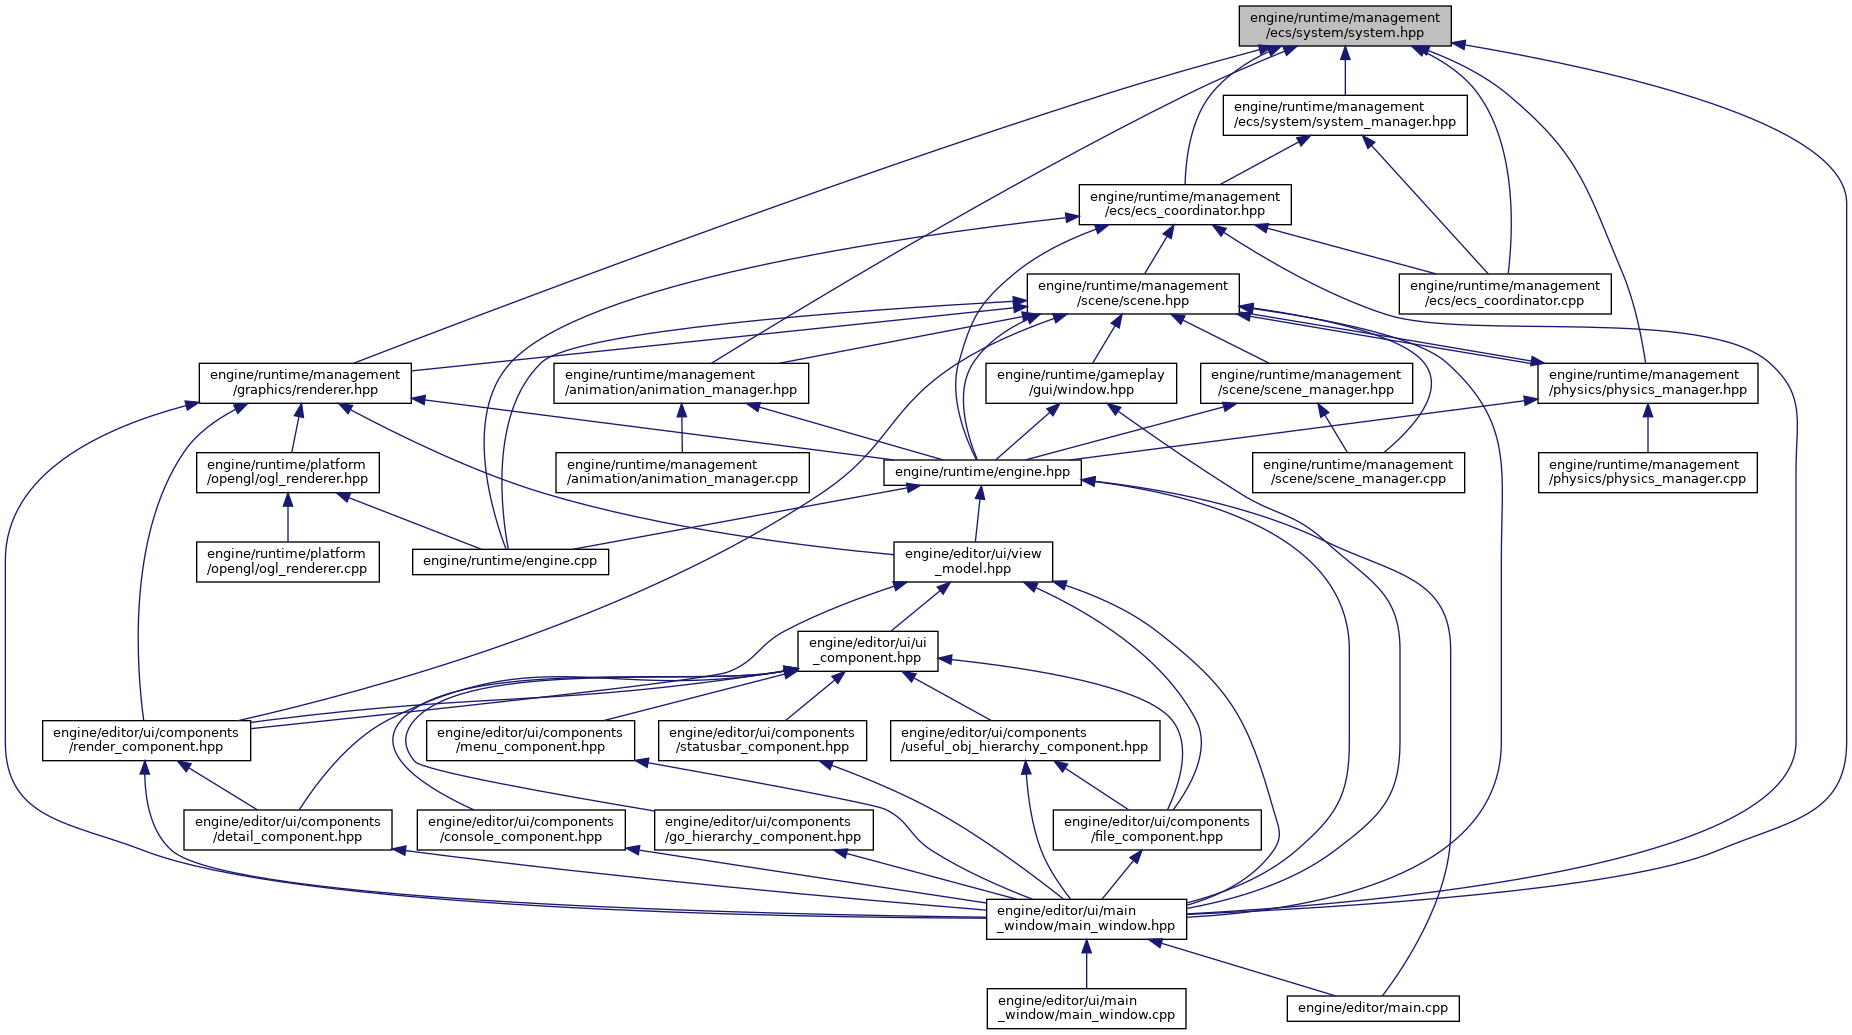 engine/runtime/management
/ecs/system/system.hpp
engine/runtime/management
/ecs/system/system_manager.hpp
engine/runtime/management
/ecs/ecs_coordinator.hpp
engine/runtime/management
/scene/scene.hpp
engine/runtime/management
/ecs/ecs_coordinator.cpp
engine/runtime/management
/graphics/renderer.hpp
engine/runtime/management
/animation/animation_manager.hpp
engine/runtime/gameplay
/gui/window.hpp
engine/runtime/management
/scene/scene_manager.hpp
engine/runtime/management
/physics/physics_manager.hpp
engine/runtime/platform
/opengl/ogl_renderer.hpp
engine/runtime/management
/animation/animation_manager.cpp
engine/runtime/engine.hpp
engine/runtime/management
/scene/scene_manager.cpp
engine/runtime/management
/physics/physics_manager.cpp
engine/runtime/platform
/opengl/ogl_renderer.cpp
engine/runtime/engine.cpp
engine/editor/ui/view
_model.hpp
engine/editor/ui/ui
_component.hpp
engine/editor/ui/components
/render_component.hpp
engine/editor/ui/components
/menu_component.hpp
engine/editor/ui/components
/statusbar_component.hpp
engine/editor/ui/components
/useful_obj_hierarchy_component.hpp
engine/editor/ui/components
/detail_component.hpp
engine/editor/ui/components
/console_component.hpp
engine/editor/ui/components
/go_hierarchy_component.hpp
engine/editor/ui/components
/file_component.hpp
engine/editor/ui/main
_window/main_window.hpp
engine/editor/ui/main
_window/main_window.cpp
engine/editor/main.cpp